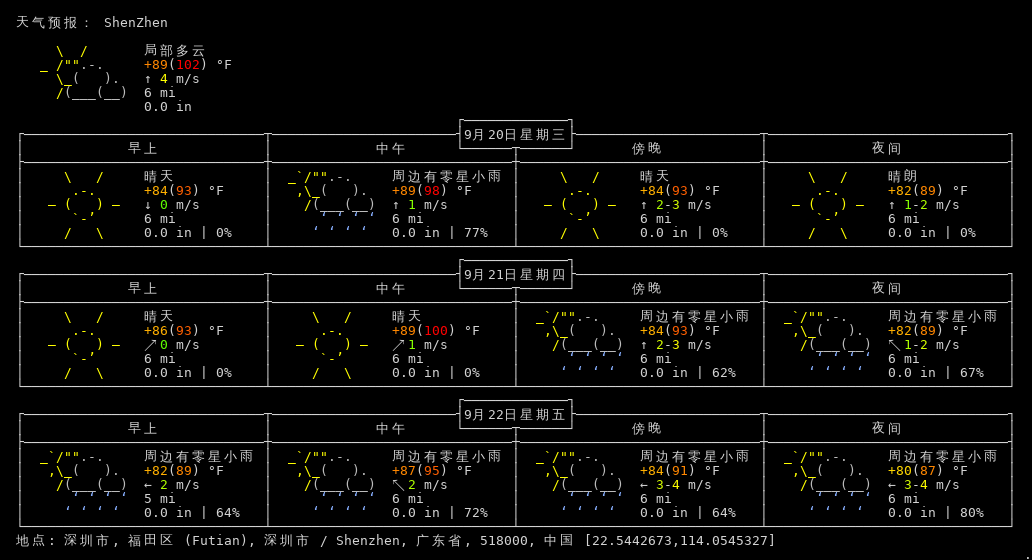 天气预报： ShenZhen
局部多云
+89(102) °F
↑ 4 m/s
6 mi
0.0 in
9月20日星期三
早上 中午 傍晚 夜间
晴天 周边有零星小雨 晴天 晴朗
+84(93) °F +89(98) °F +84(93) °F +82(89) °F
↓ 0 m/s ↑ 1 m/s ↑ 2-3 m/s ↑ 1-2 m/s
6 mi 6 mi 6 mi 6 mi
0.0 in | 0% 0.0 in | 77% 0.0 in | 0% 0.0 in | 0%
9月21日星期四
早上 中午 傍晚 夜间
晴天 晴天 周边有零星小雨 周边有零星小雨
+86(93) °F +89(100) °F +84(93) °F +82(89) °F
↗ 0 m/s ↗ 1 m/s ↑ 2-3 m/s ↖ 1-2 m/s
6 mi 6 mi 6 mi 6 mi
0.0 in | 0% 0.0 in | 0% 0.0 in | 62% 0.0 in | 67%
9月22日星期五
早上 中午 傍晚 夜间
周边有零星小雨 周边有零星小雨 周边有零星小雨 周边有零星小雨
+82(89) °F +87(95) °F +84(91) °F +80(87) °F
← 2 m/s ↖ 2 m/s ← 3-4 m/s ← 3-4 m/s
5 mi 6 mi 6 mi 6 mi
0.0 in | 64% 0.0 in | 72% 0.0 in | 64% 0.0 in | 80%
地点: 深圳市, 福田区 (Futian), 深圳市 / Shenzhen, 广东省, 518000, 中国 [22.5442673,114.0545327]